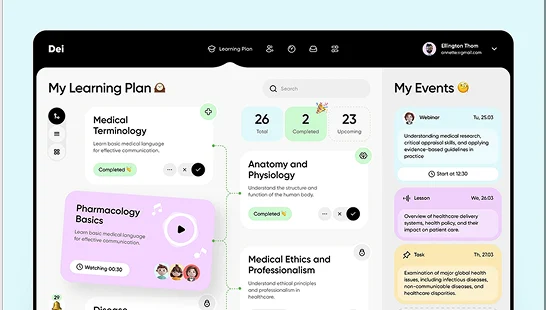 Dei
Learning Plan
Ellington Thom
annette@gmail.com
My Learning Plan
Search
My Events
Medical
Terminology
Learn basic medical language
for effective communication.
Completed
26
Total
2
Completed
23
Upcoming
Webinar
Tu, 25.03
Understanding medical research,
critical appraisal skills, and applying
evidence-based guidelines in
practice
Start at 12:30
Anatomy and
Physiology
Understand the structure and
function of the human body.
Completed
Pharmacology
Basics
Learn basic medical language
for effective communication.
Watching 00:30
Lesson
We, 26.03
Overview of healthcare delivery
systems, health policy, and their
impact on patient care.
Medical Ethics and
Professionalism
Understand ethical principles
and professionalism in
healthcare.
Task
Th, 27.03
Examination of major global health
issues, including infectious diseases,
non-communicable diseases, and
healthcare disparities.
29
Disease